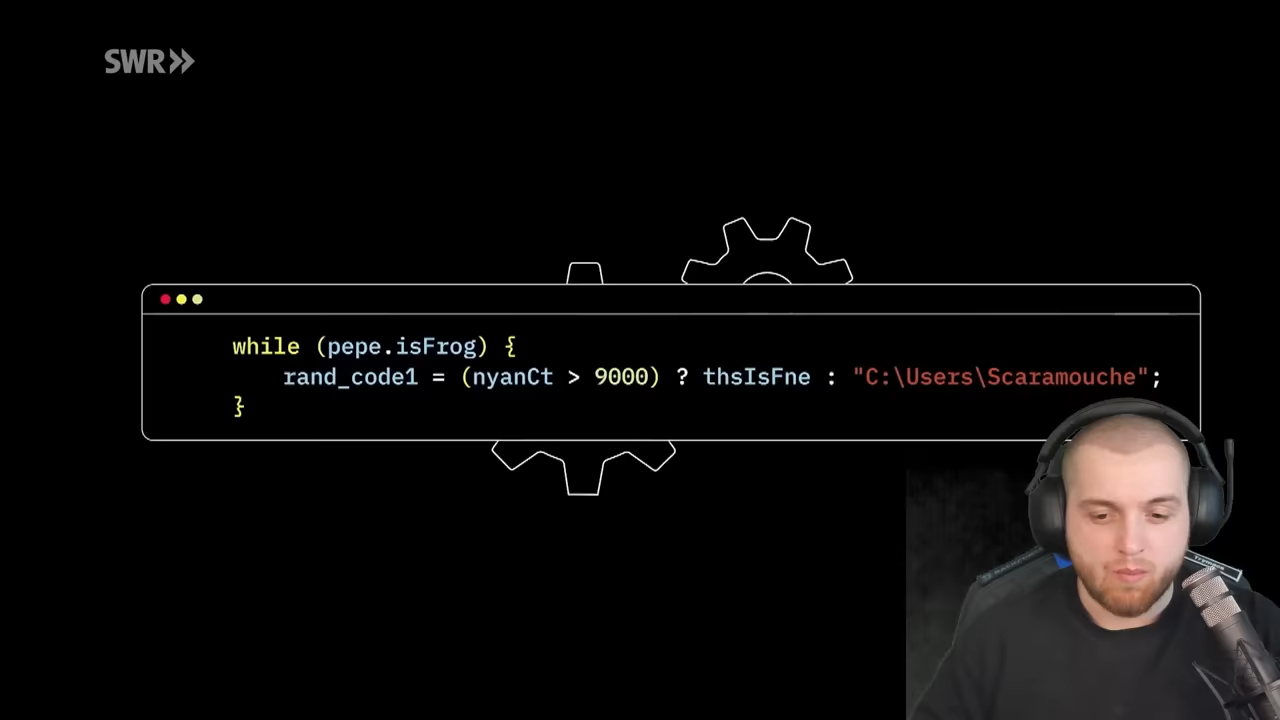 SWR
while (pepe.isFrog) {
rand_code1 = (nyanCt > 9000) ? thsIsFne : "C:\Users\Scaramouche";
}